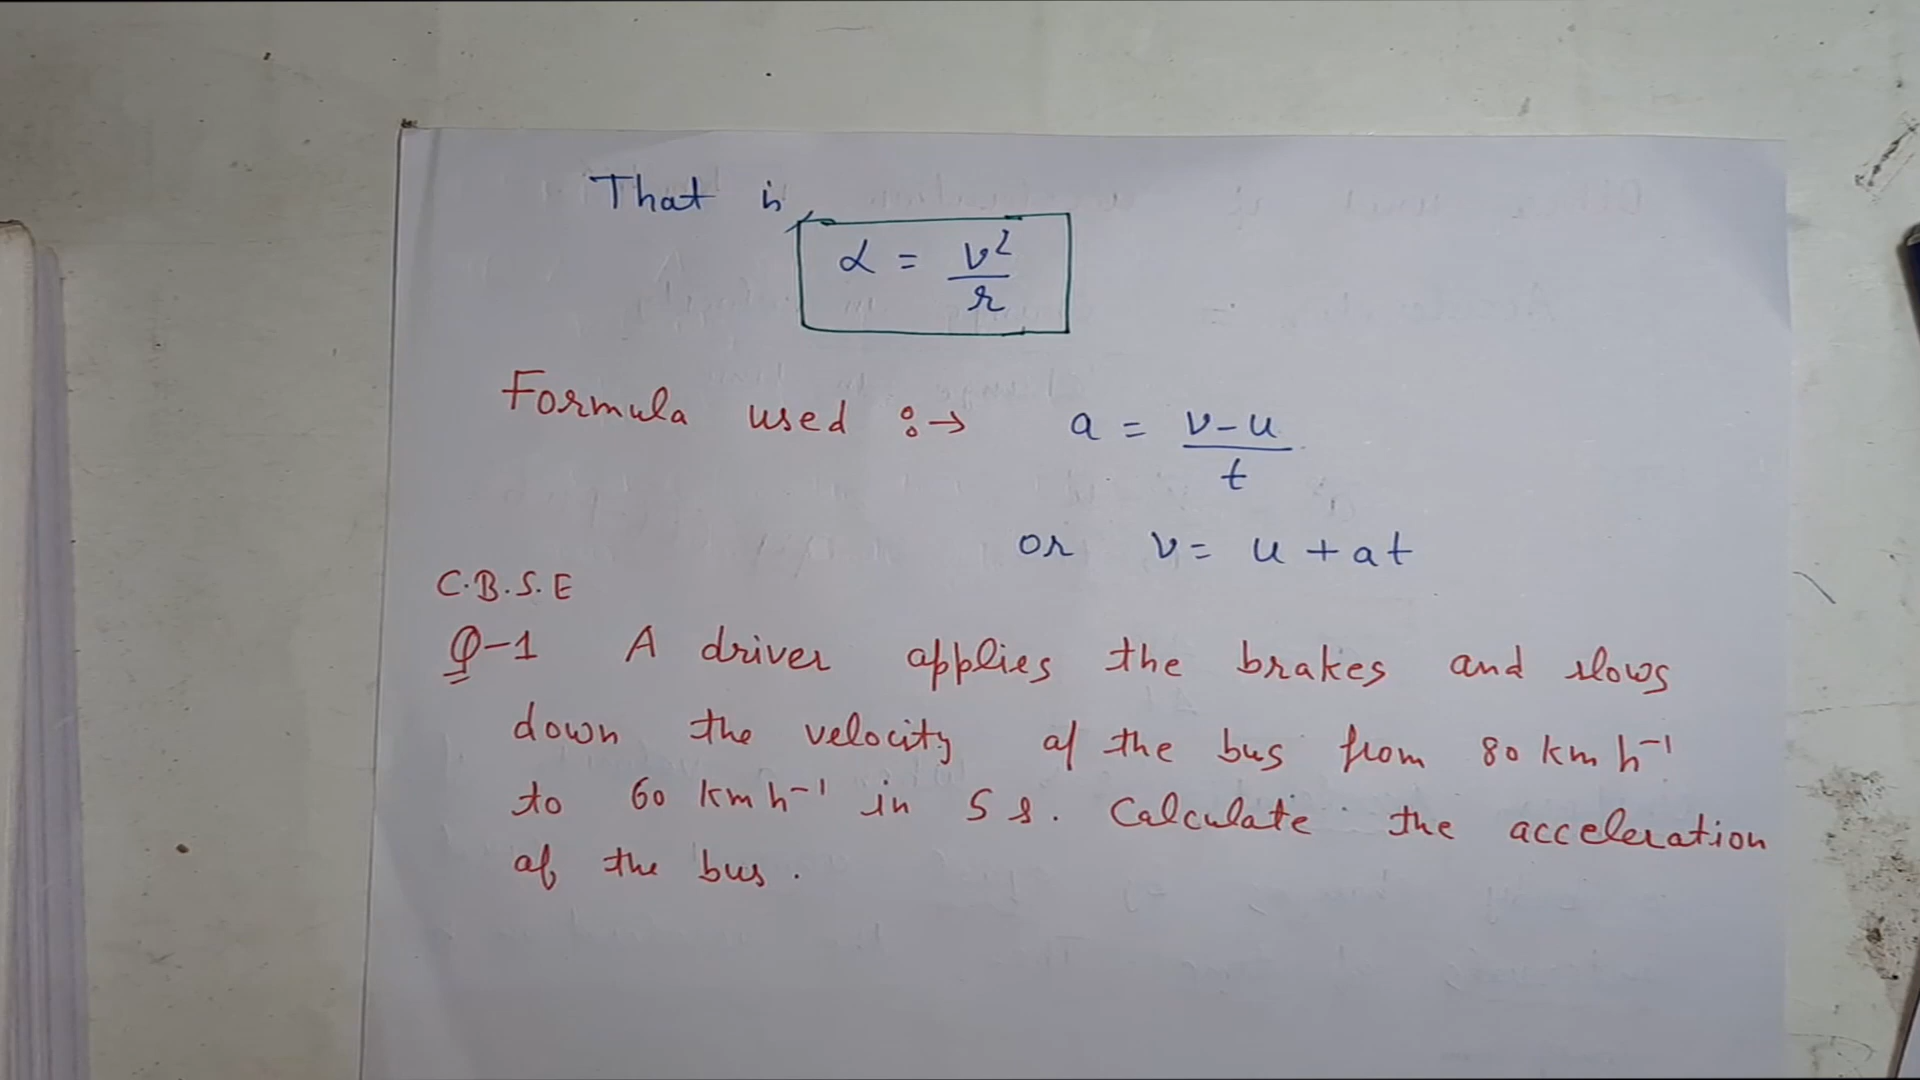 That is
α = v²/r
Formula used :→ a = v-u/t
or v = u + at
C.B.S.E
Q-1 A driver applies the brakes and slows
down the velocity of the bus from 80 km h⁻¹
to 60 km h⁻¹ in 5 s. Calculate the acceleration
of the bus.